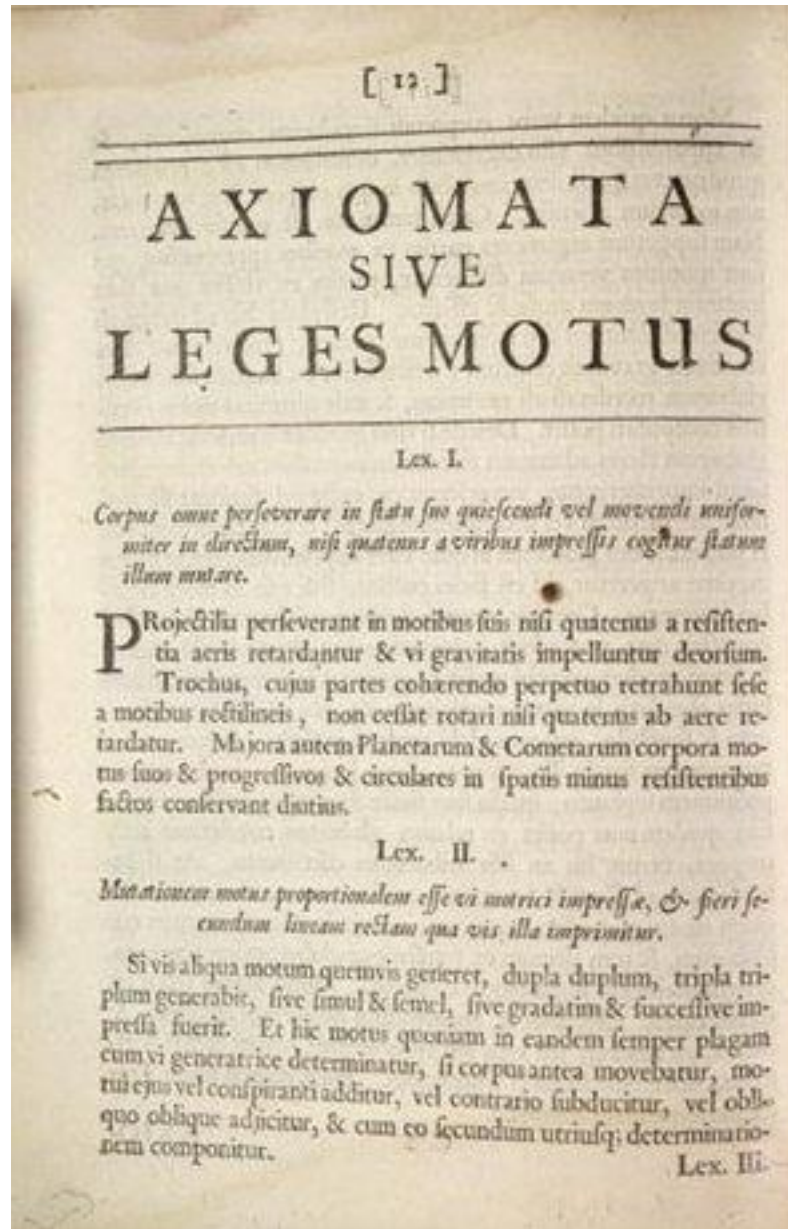 [ 12 ]
AXIOMATA
SIVE
LEGES MOTUS
Lex. I.
Corpus omne perſeverare in ſtatu ſuo quieſcendi vel movendi unifor-
miter in directum, niſi quatenus a viribus impreſſis cogitur ſtatum
illum mutare.
PRojectilia perſeverant in motibus ſuis niſi quatenus a reſiſten-
tia aeris retardantur & vi gravitatis impelluntur deorſum.
Trochus, cujus partes cohærendo perpetuo retrahunt ſeſe
a motibus rectilineis, non ceſſat rotari niſi quatenus ab aere re-
tardatur. Majora autem Planetarum & Cometarum corpora mo-
tus ſuos & progreſſivos & circulares in ſpatiis minus reſiſtentibus
factos conſervant diutius.
Lex. II.
Mutationem motus proportionalem eſſe vi motrici impreſſæ, & fieri ſe-
cundum lineam rectam qua vis illa imprimitur.
Si vis aliqua motum quemvis generet, dupla duplum, tripla tri-
plum generabit, ſive ſimul & ſemel, ſive gradatim & ſucceſſive im-
preſſa fuerit. Et hic motus quoniam in eandem ſemper plagam
cum vi generatrice determinatur, ſi corpus antea movebatur, mo-
tui ejus vel conſpiranti additur, vel contrario ſubducitur, vel obli-
quo oblique adjicitur, & cum eo ſecundum utriuſq; determinatio-
nem componitur.
Lex. III.